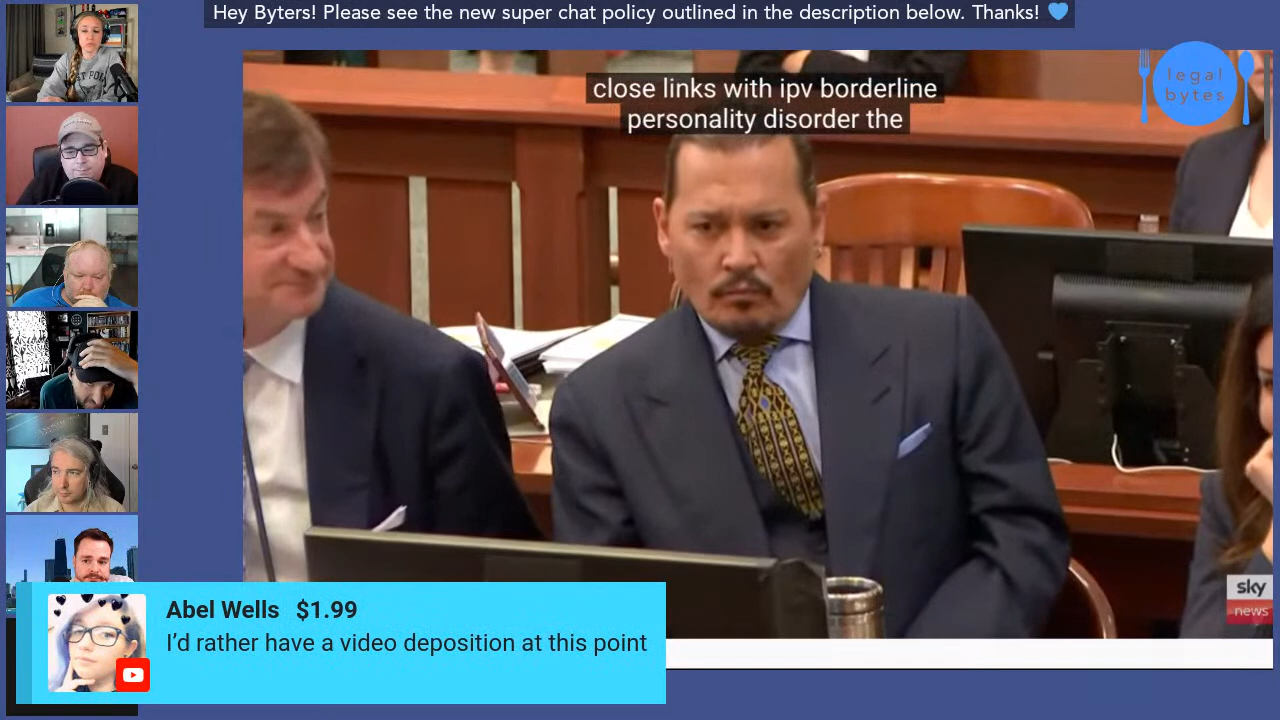 Hey Byters! Please see the new super chat policy outlined in the description below. Thanks! 💙
close links with ipv borderline
personality disorder the
legal
bytes
sky
news
Abel Wells $1.99
I’d rather have a video deposition at this point